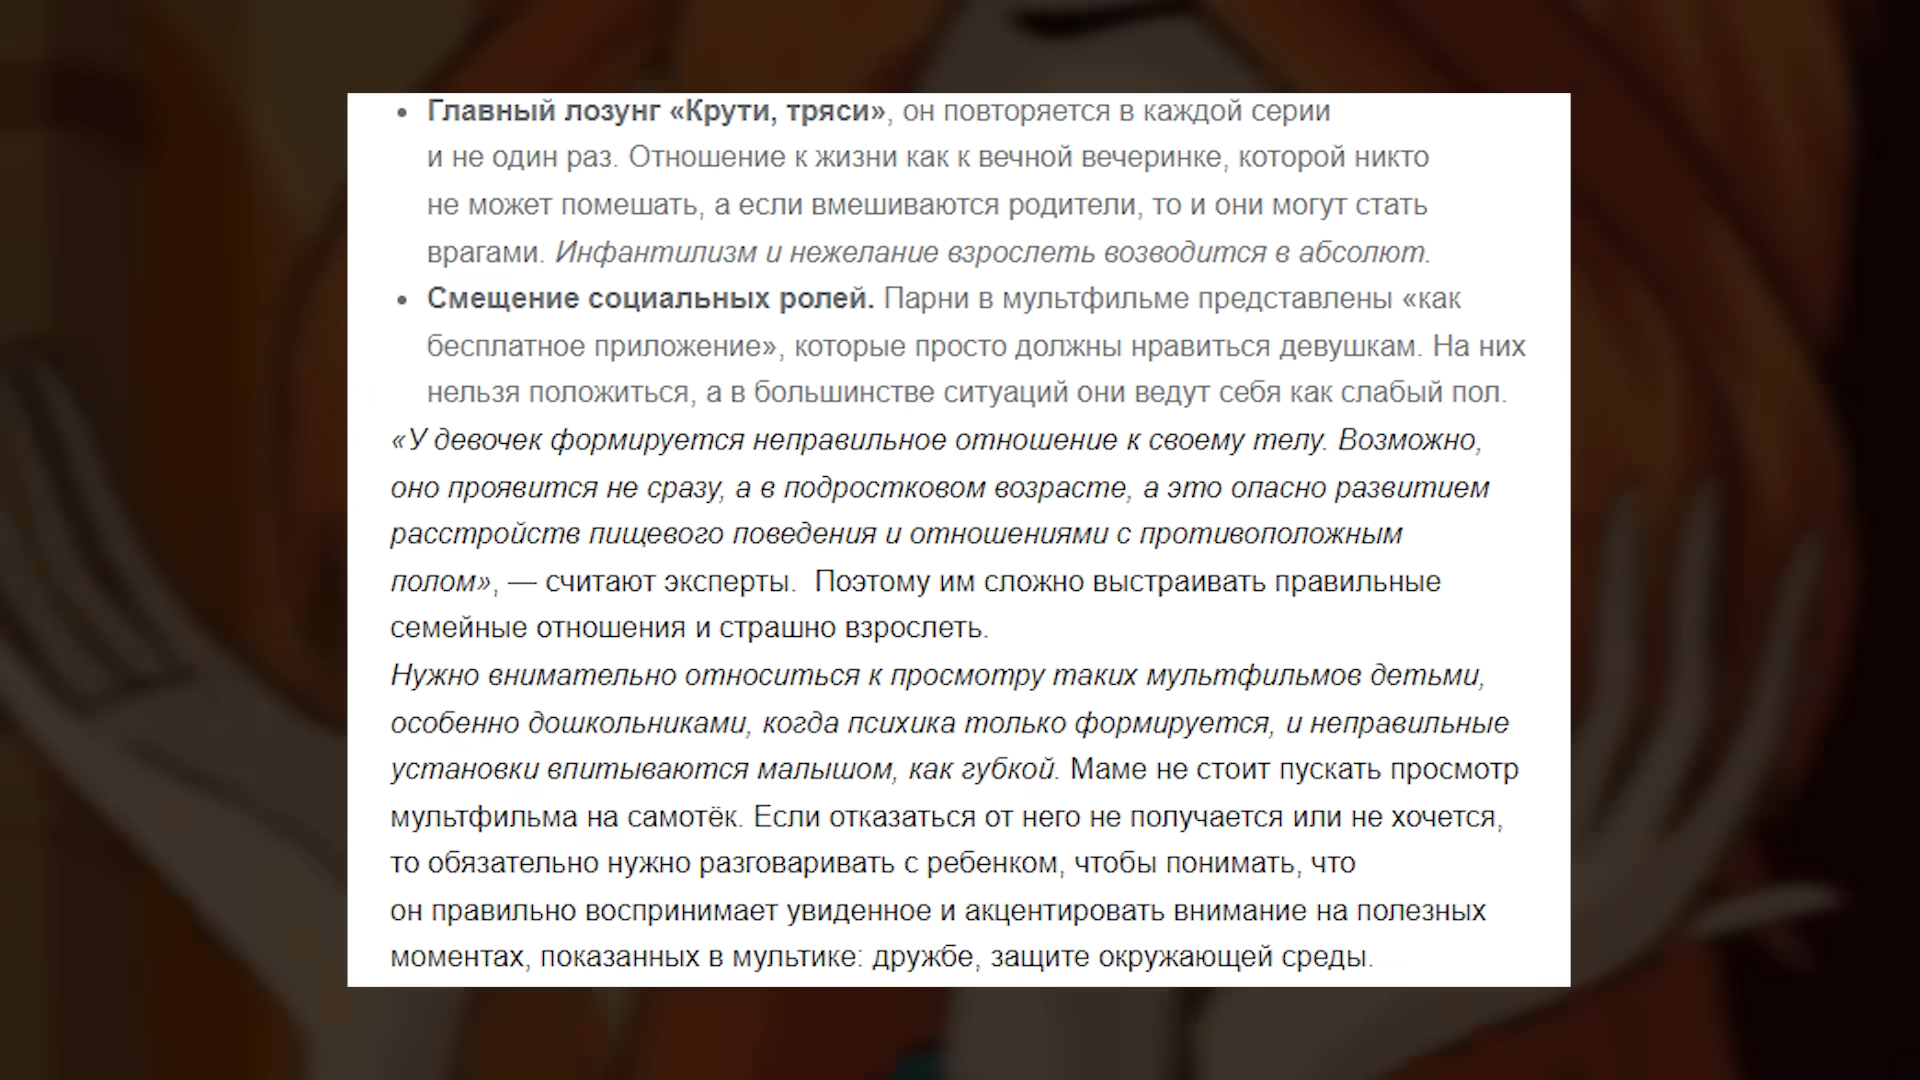 • Главный лозунг «Крути, тряси», он повторяется в каждой серии
и не один раз. Отношение к жизни как к вечной вечеринке, которой никто
не может помешать, а если вмешиваются родители, то и они могут стать
врагами. Инфантилизм и нежелание взрослеть возводится в абсолют.
• Смещение социальных ролей. Парни в мультфильме представлены «как
бесплатное приложение», которые просто должны нравиться девушкам. На них
нельзя положиться, а в большинстве ситуаций они ведут себя как слабый пол.
«У девочек формируется неправильное отношение к своему телу. Возможно,
оно проявится не сразу, а в подростковом возрасте, а это опасно развитием
расстройств пищевого поведения и отношениями с противоположным
полом», — считают эксперты.  Поэтому им сложно выстраивать правильные
семейные отношения и страшно взрослеть.
Нужно внимательно относиться к просмотру таких мультфильмов детьми,
особенно дошкольниками, когда психика только формируется, и неправильные
установки впитываются малышом, как губкой. Маме не стоит пускать просмотр
мультфильма на самотёк. Если отказаться от него не получается или не хочется,
то обязательно нужно разговаривать с ребенком, чтобы понимать, что
он правильно воспринимает увиденное и акцентировать внимание на полезных
моментах, показанных в мультике: дружбе, защите окружающей среды.